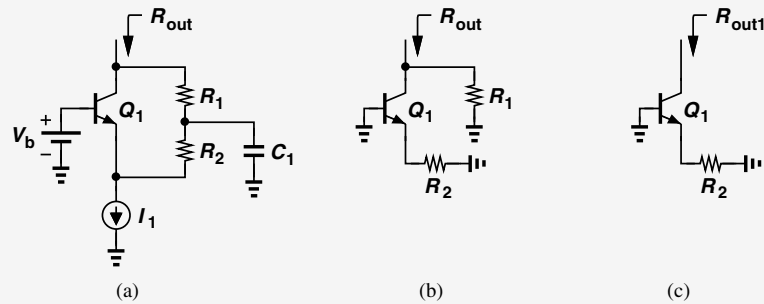 R_out R_out R_out1
R_1
+ Q_1 Q_1 R_1 Q_1
V_b
− R_2 C_1
R_2 R_2
I_1
(a) (b) (c)